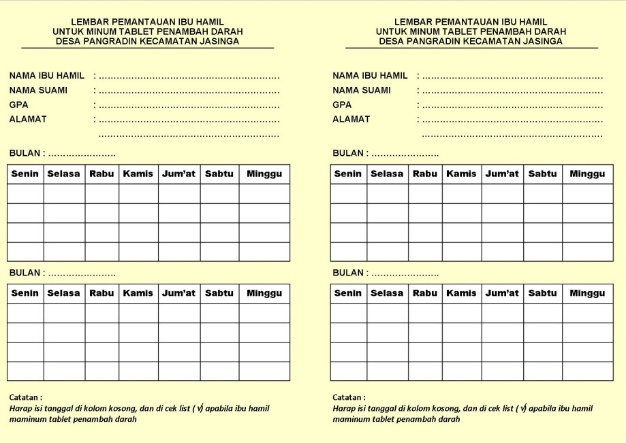 LEMBAR PEMANTAUAN IBU HAMIL
UNTUK MINUM TABLET PENAMBAH DARAH
DESA PANGRADIN KECAMATAN JASINGA
NAMA IBU HAMIL : ................................................................
NAMA SUAMI : ................................................................
GPA : ................................................................
ALAMAT : ................................................................
................................................................
BULAN : .......................
Senin Selasa Rabu Kamis Jum'at Sabtu Minggu
BULAN : .......................
Senin Selasa Rabu Kamis Jum'at Sabtu Minggu
Catatan :
Harap isi tanggal di kolom kosong, dan di cek list ( √) apabila ibu hamil
maminum tablet penambah darah
LEMBAR PEMANTAUAN IBU HAMIL
UNTUK MINUM TABLET PENAMBAH DARAH
DESA PANGRADIN KECAMATAN JASINGA
NAMA IBU HAMIL : ................................................................
NAMA SUAMI : ................................................................
GPA : ................................................................
ALAMAT : ................................................................
................................................................
BULAN : .......................
Senin Selasa Rabu Kamis Jum'at Sabtu Minggu
BULAN : .......................
Senin Selasa Rabu Kamis Jum'at Sabtu Minggu
Catatan :
Harap isi tanggal di kolom kosong, dan di cek list ( √) apabila ibu hamil
maminum tablet penambah darah